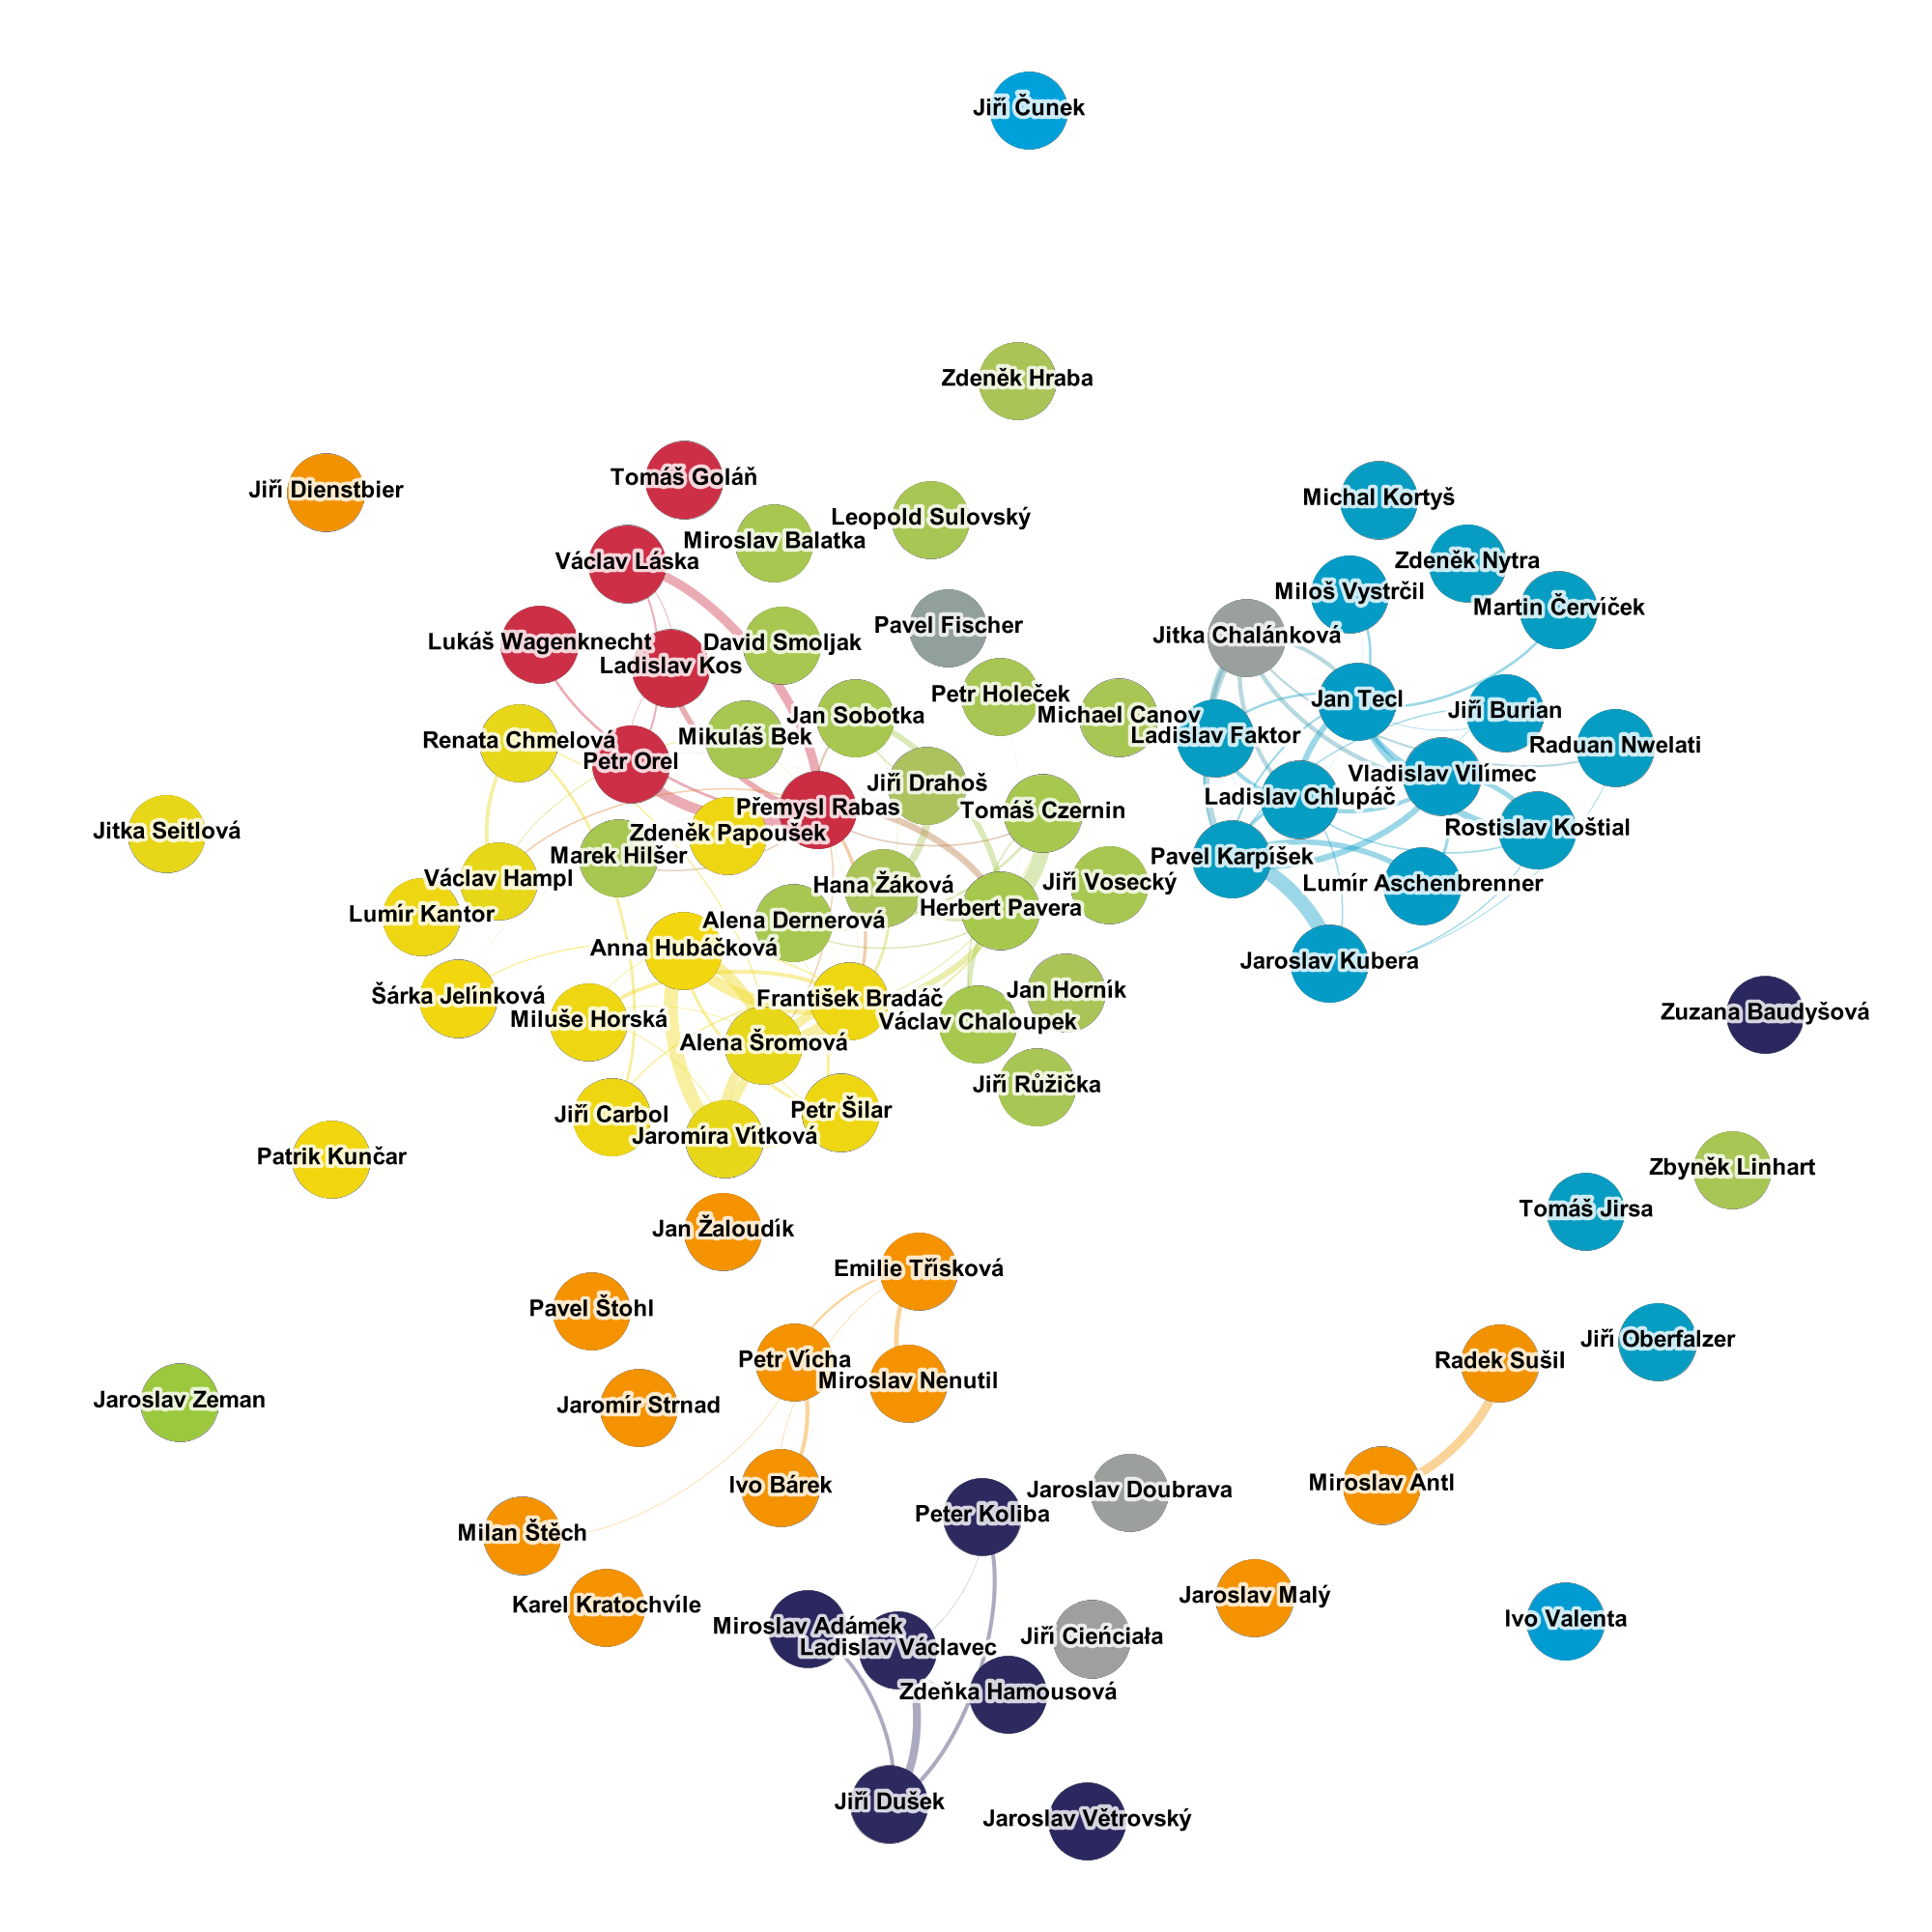 Jiří Čunek
Zdeněk Hraba
Tomáš Goláň
Jiří Dienstbier
Michal Kortyš
Leopold Sulovský
Miroslav Balatka
Václav Láska
Zdeněk Nytra
Miloš Vystrčil
Martin Červíček
Pavel Fischer
Jitka Chalánková
Lukáš Wagenknecht
David Smoljak
Ladislav Kos
Petr Holeček
Jan Tecl
Jiří Burian
Jan Sobotka
Michael Canov
Ladislav Faktor
Mikuláš Bek
Renata Chmelová
Raduan Nwelati
Petr Orel
Vladislav Vilímec
Jiří Drahoš
Ladislav Chlupáč
Přemysl Rabas
Tomáš Czernin
Rostislav Koštial
Jitka Seitlová
Zdeněk Papoušek
Marek Hilšer
Pavel Karpíšek
Václav Hampl
Jiří Vosecký
Lumír Aschenbrenner
Hana Žáková
Herbert Pavera
Lumír Kantor
Alena Dernerová
Anna Hubáčková
Jaroslav Kubera
Jan Horník
Šárka Jelínková
František Bradáč
Zuzana Baudyšová
Miluše Horská
Václav Chaloupek
Alena Šromová
Jiří Růžička
Petr Šilar
Jiří Carbol
Jaromíra Vítková
Patrik Kunčar
Zbyněk Linhart
Tomáš Jirsa
Jan Žaloudík
Emilie Třísková
Pavel Štohl
Jiří Oberfalzer
Petr Vícha
Radek Sušil
Miroslav Nenutil
Jaroslav Zeman
Jaromír Strnad
Miroslav Antl
Ivo Bárek
Jaroslav Doubrava
Peter Koliba
Milan Štěch
Jaroslav Malý
Karel Kratochvíle
Ivo Valenta
Miroslav Adámek
Jiří Cieńciała
Ladislav Václavec
Zdeňka Hamousová
Jiří Dušek
Jaroslav Větrovský